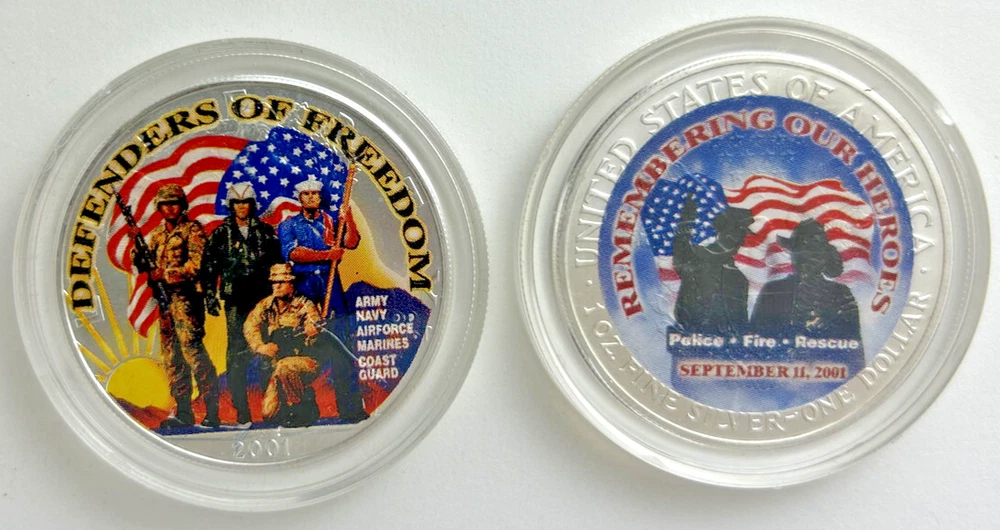 DEFENDERS OF FREEDOM
ARMY
NAVY
AIRFORCE
MARINES
COAST
GUARD
2001
UNITED STATES OF AMERICA
· 1 OZ. FINE SILVER~ONE DOLLAR ·
REMEMBERING OUR HEROES
Police • Fire • Rescue
SEPTEMBER 11, 2001